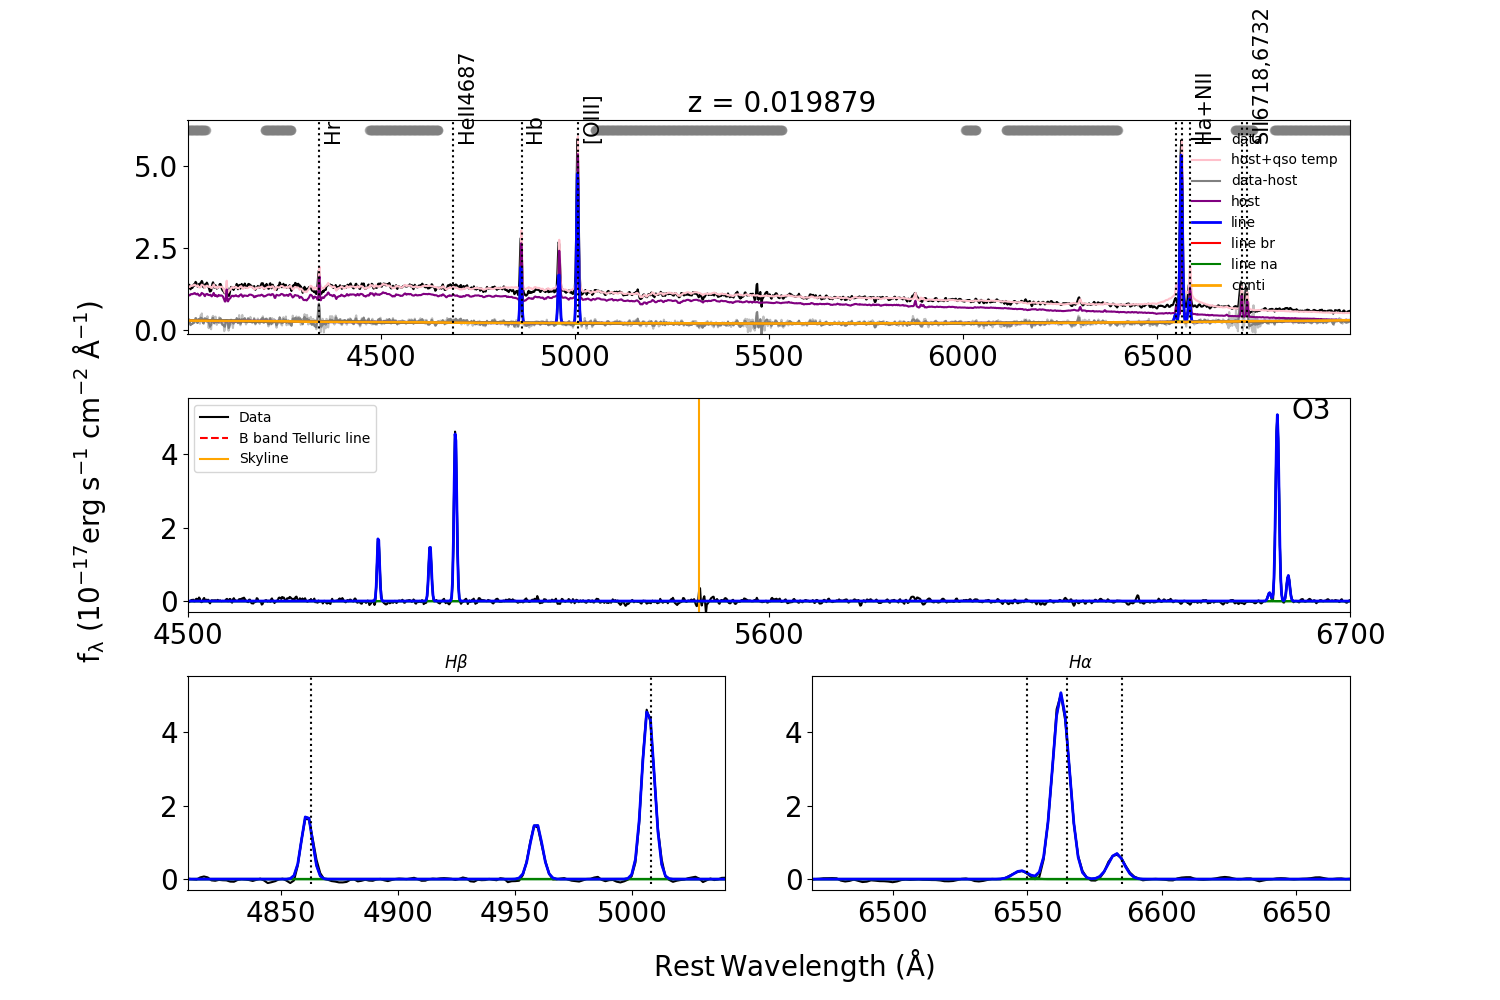 z = 0.019879
Hr
HeII4687
Hb
[OIII]
Ha+NII
SII6718,6732
5.0
2.5
0.0
data
host+qso temp
data-host
host
line
line br
line na
conti
4500 5000 5500 6000 6500
fλ (10⁻¹⁷erg s⁻¹ cm⁻² Å⁻¹)
O3
4
2
0
Data
B band Telluric line
Skyline
4500 5600 6700
Hβ
4
2
0
4850 4900 4950 5000
Hα
4
2
0
6500 6550 6600 6650
Rest Wavelength (Å)